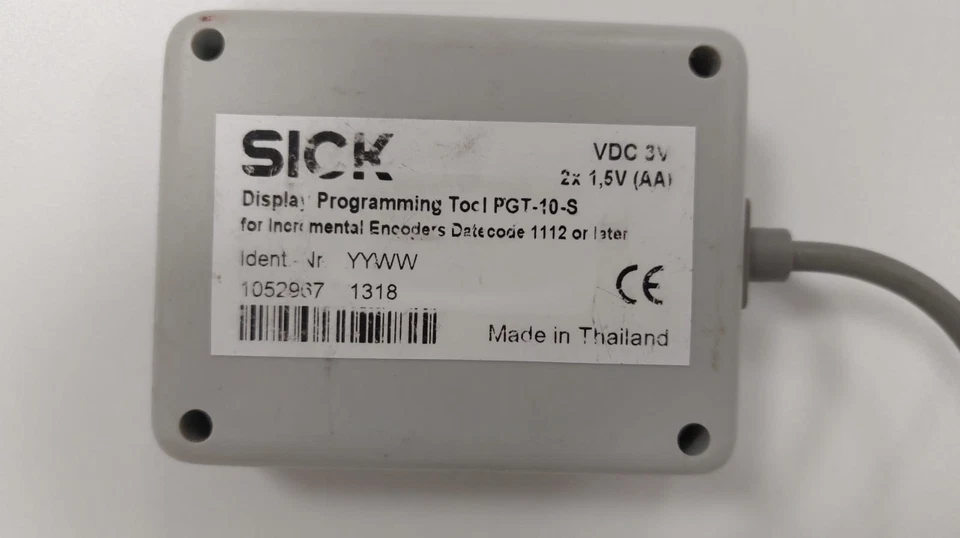 SICK
VDC 3V
2x 1,5V (AA)
Display Programming Tool PGT-10-S
for Incremental Encoders Datecode 1112 or later
Ident.-Nr. YYWW
1052967 1318
CE
Made in Thailand